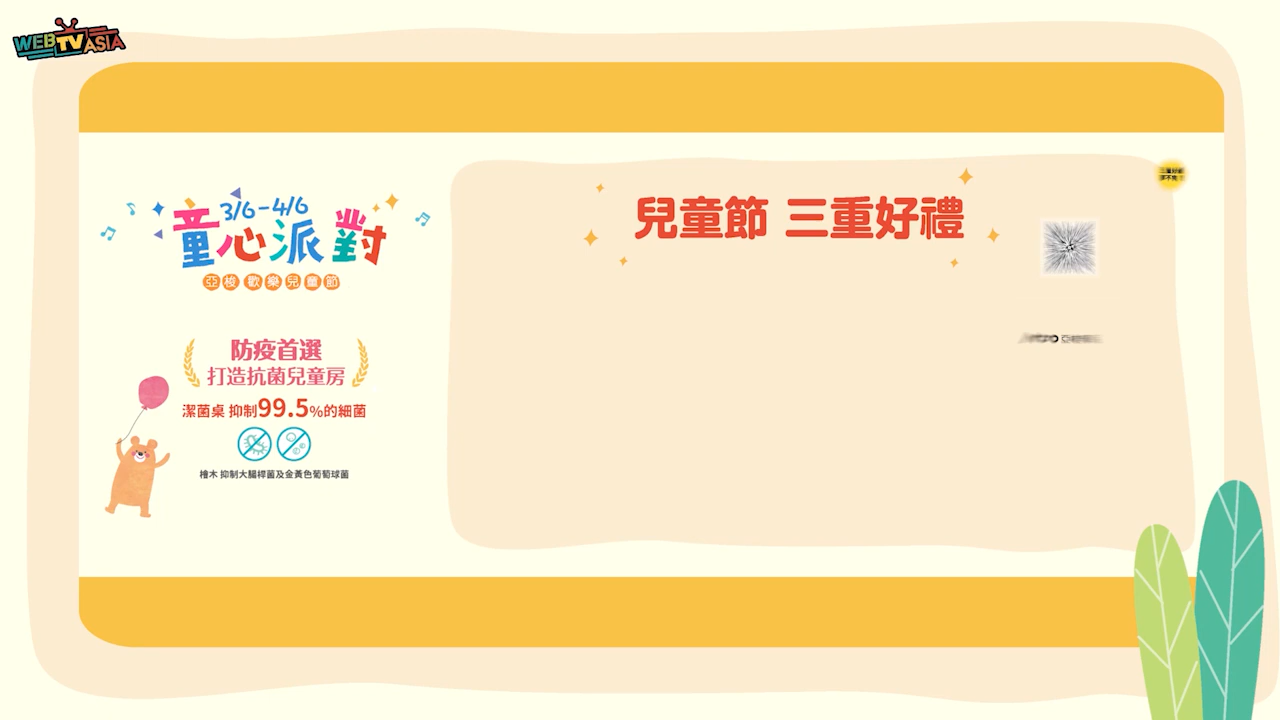 WEBTVASIA
3/6-4/6
童心派對
亞梭 歡樂兒童節
防疫首選
打造抗菌兒童房
潔菌桌 抑制99.5%的細菌
檜木 抑制大腸桿菌及金黃色葡萄球菌
兒童節 三重好禮